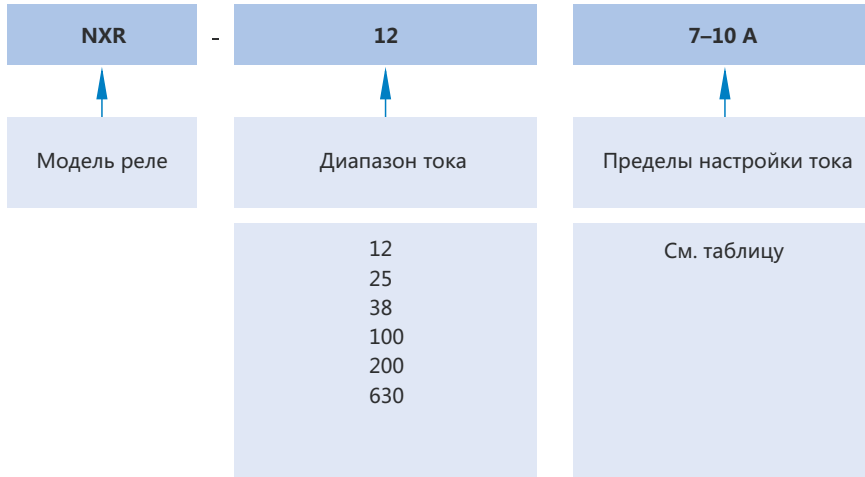 NXR - 12 7–10 A
Модель реле
Диапазон тока
Пределы настройки тока
12
25
38
100
200
630
См. таблицу